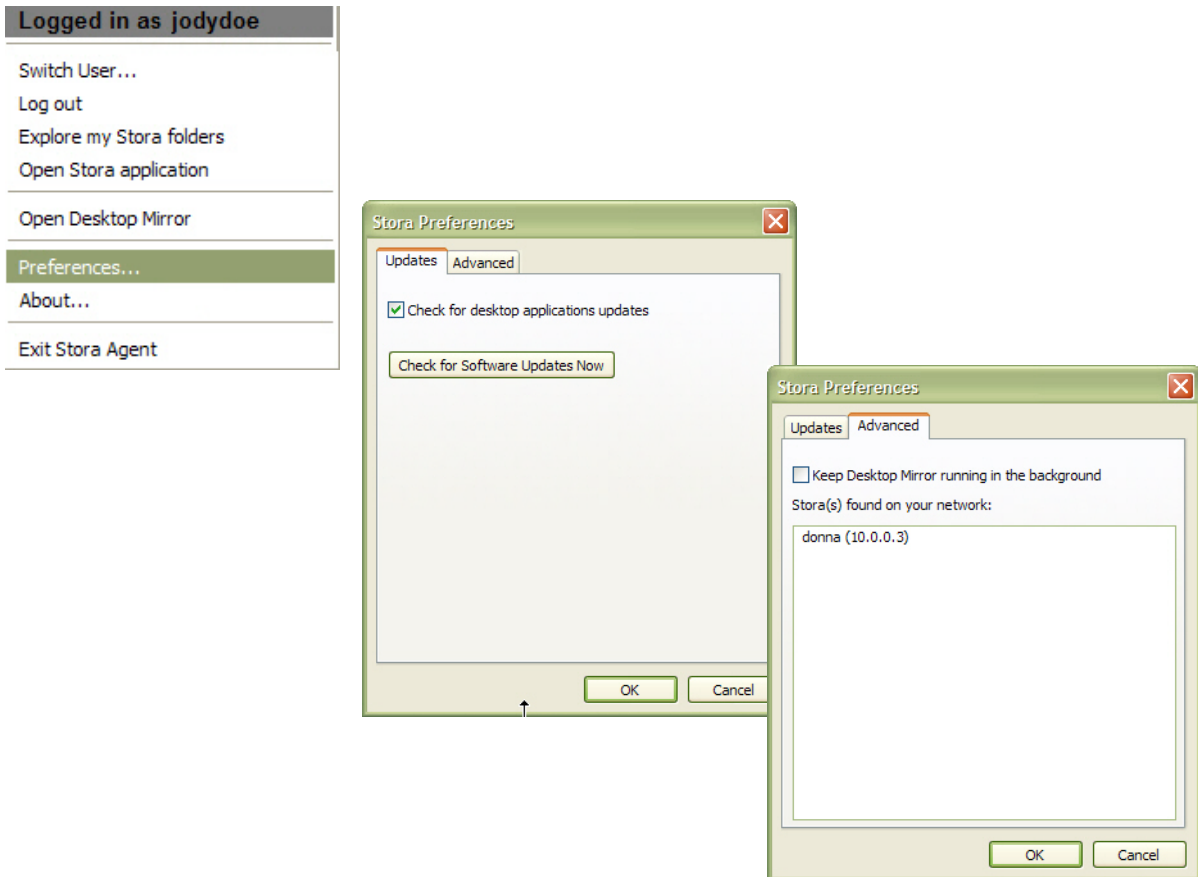 Logged in as jodydoe
Switch User...
Log out
Explore my Stora folders
Open Stora application
Open Desktop Mirror
Preferences...
About...
Exit Stora Agent
Stora Preferences
Updates Advanced
Check for desktop applications updates
Check for Software Updates Now
OK Cancel
Stora Preferences
Updates Advanced
Keep Desktop Mirror running in the background
Stora(s) found on your network:
donna (10.0.0.3)
OK Cancel